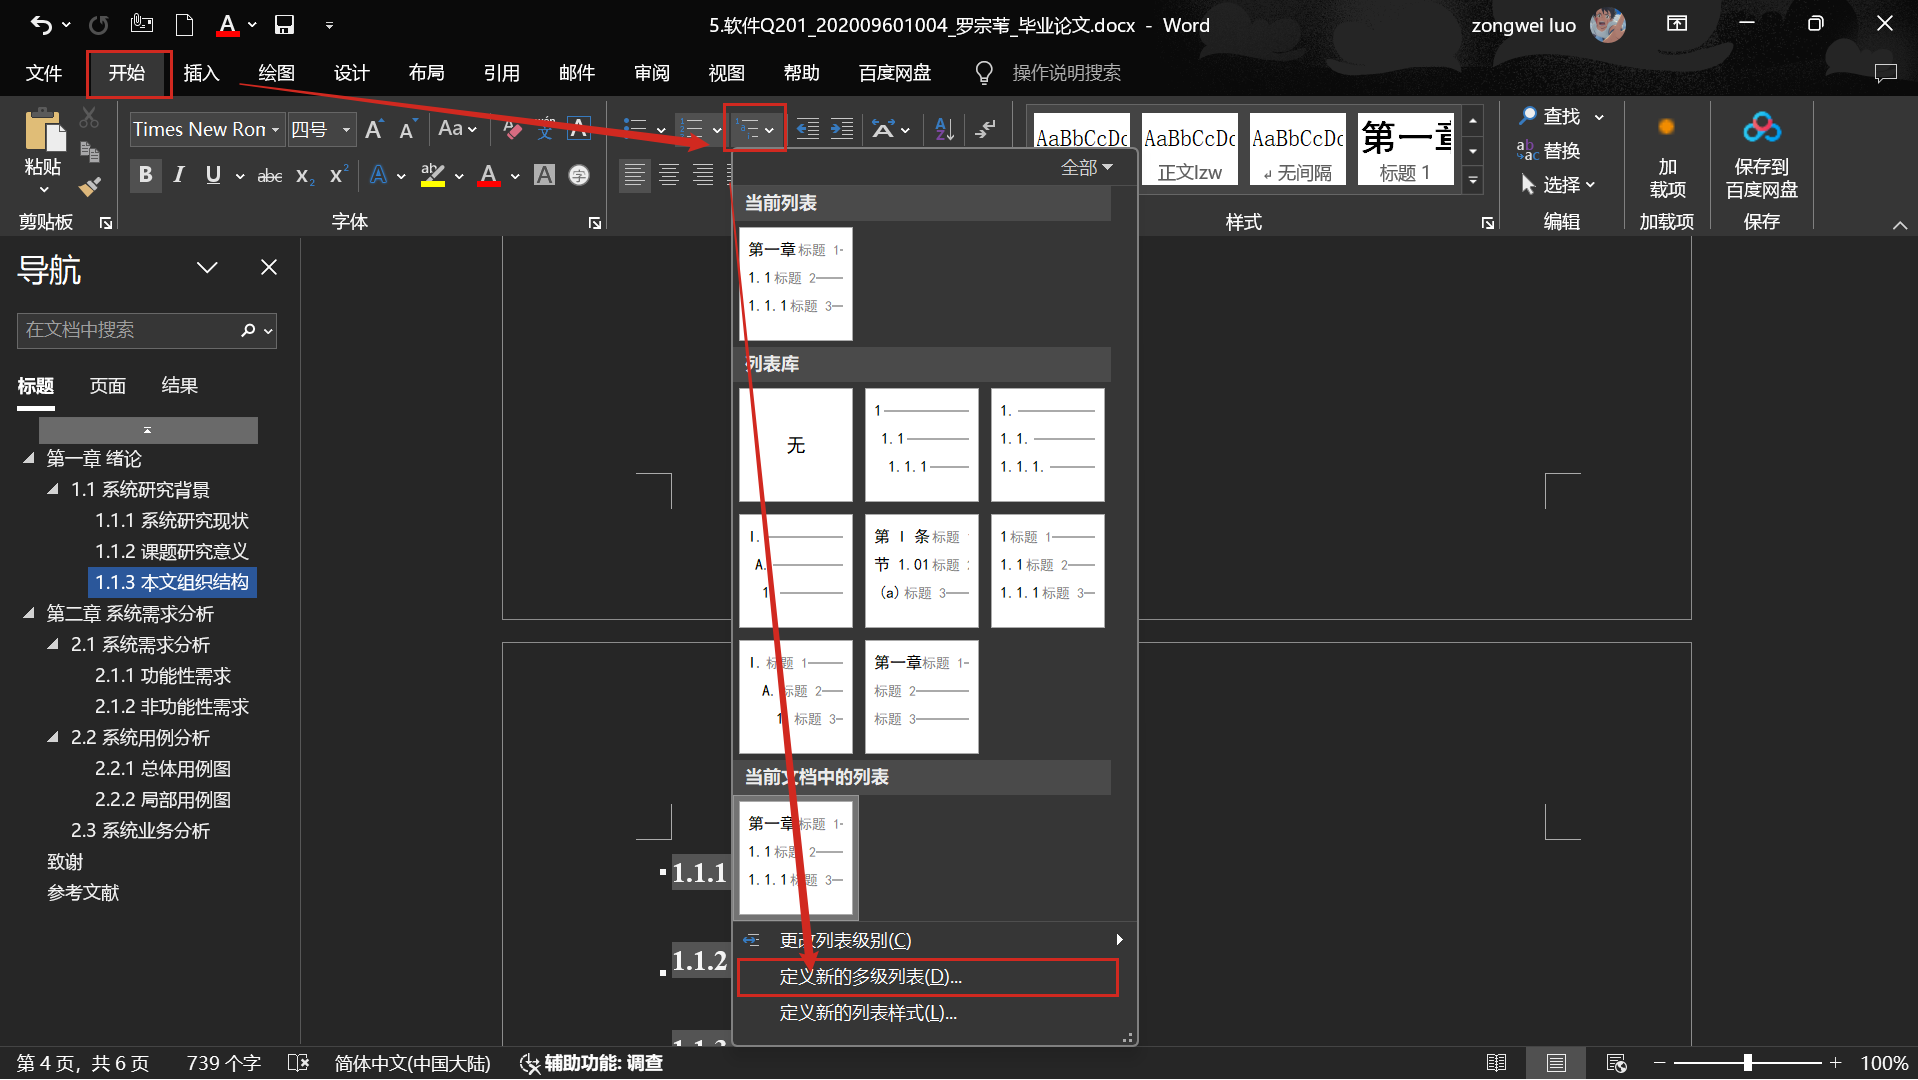 5.软件Q201_202009601004_罗宗苇_毕业论文.docx - Word
zongwei luo
文件 开始 插入 绘图 设计 布局 引用 邮件 审阅 视图 帮助 百度网盘 操作说明搜索
Times New Ron 四号 Aa
粘贴
B I U abc X₂ X² A ab A A 字
剪贴板 字体 样式 编辑 加载项 保存
AaBbCcDc AaBbCcDc AaBbCcDc 第一章
正文lzw 无间隔 标题 1
查找
替换
选择
加
载项
保存到
百度网盘
导航
在文档中搜索
标题 页面 结果
第一章 绪论
1.1 系统研究背景
1.1.1 系统研究现状
1.1.2 课题研究意义
1.1.3 本文组织结构
第二章 系统需求分析
2.1 系统需求分析
2.1.1 功能性需求
2.1.2 非功能性需求
2.2 系统用例分析
2.2.1 总体用例图
2.2.2 局部用例图
2.3 系统业务分析
致谢
参考文献
全部
当前列表
第一章标题 1
1.1标题 2
1.1.1标题 3
列表库
无
1
1.1
1.1.1
1.
1.1.
1.1.1.
I.
A.
1
第 I 条标题
节 1.01标题
(a)标题 3
1标题 1
1.1标题 2
1.1.1标题 3
I. 标题 1
A. 标题 2
1 标题 3
第一章标题 1
标题 2
标题 3
当前文档中的列表
第一章标题 1
1.1标题 2
1.1.1标题 3
更改列表级别(C)
定义新的多级列表(D)...
定义新的列表样式(L)...
1.1.1
1.1.2
1.1.3
第 4 页，共 6 页 739 个字 简体中文(中国大陆) 辅助功能: 调查 100%